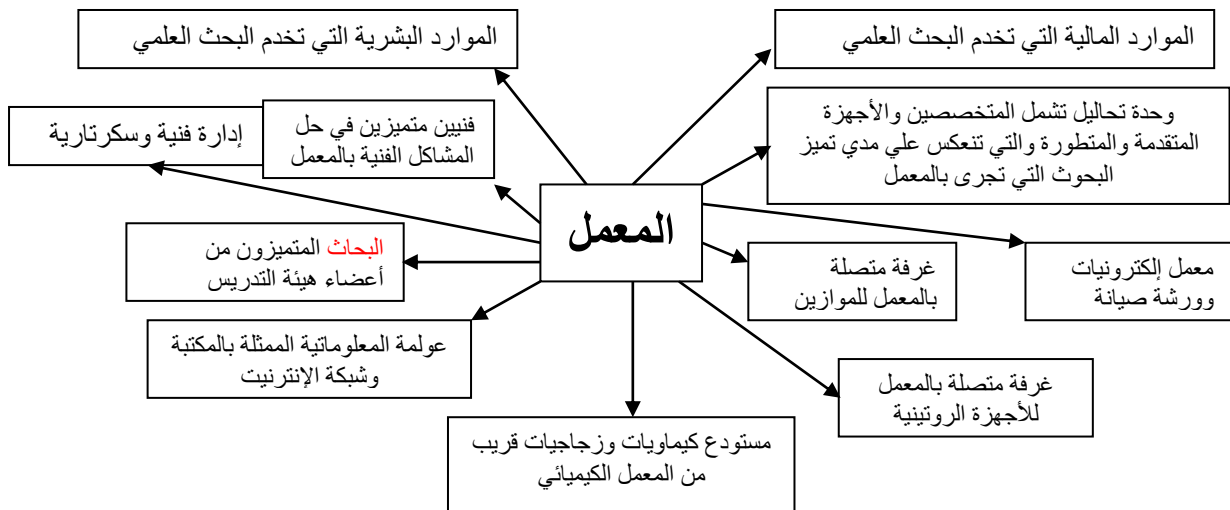 الموارد المالية التي تخدم البحث العلمي
الموارد البشرية التي تخدم البحث العلمي
وحدة تحاليل تشمل المتخصصين والأجهزة
المتقدمة والمتطورة والتي تنعكس علي مدي تميز
البحوث التي تجرى بالمعمل
فنيين متميزين في حل
المشاكل الفنية بالمعمل
إدارة فنية وسكرتارية
المعمل
معمل إلكترونيات
وورشة صيانة
غرفة متصلة
بالمعمل للموازين
البحاث المتميزون من
أعضاء هيئة التدريس
عولمة المعلوماتية الممثلة بالمكتبة
وشبكة الإنترنيت
غرفة متصلة بالمعمل
للأجهزة الروتينية
مستودع كيماويات وزجاجيات قريب
من المعمل الكيميائي